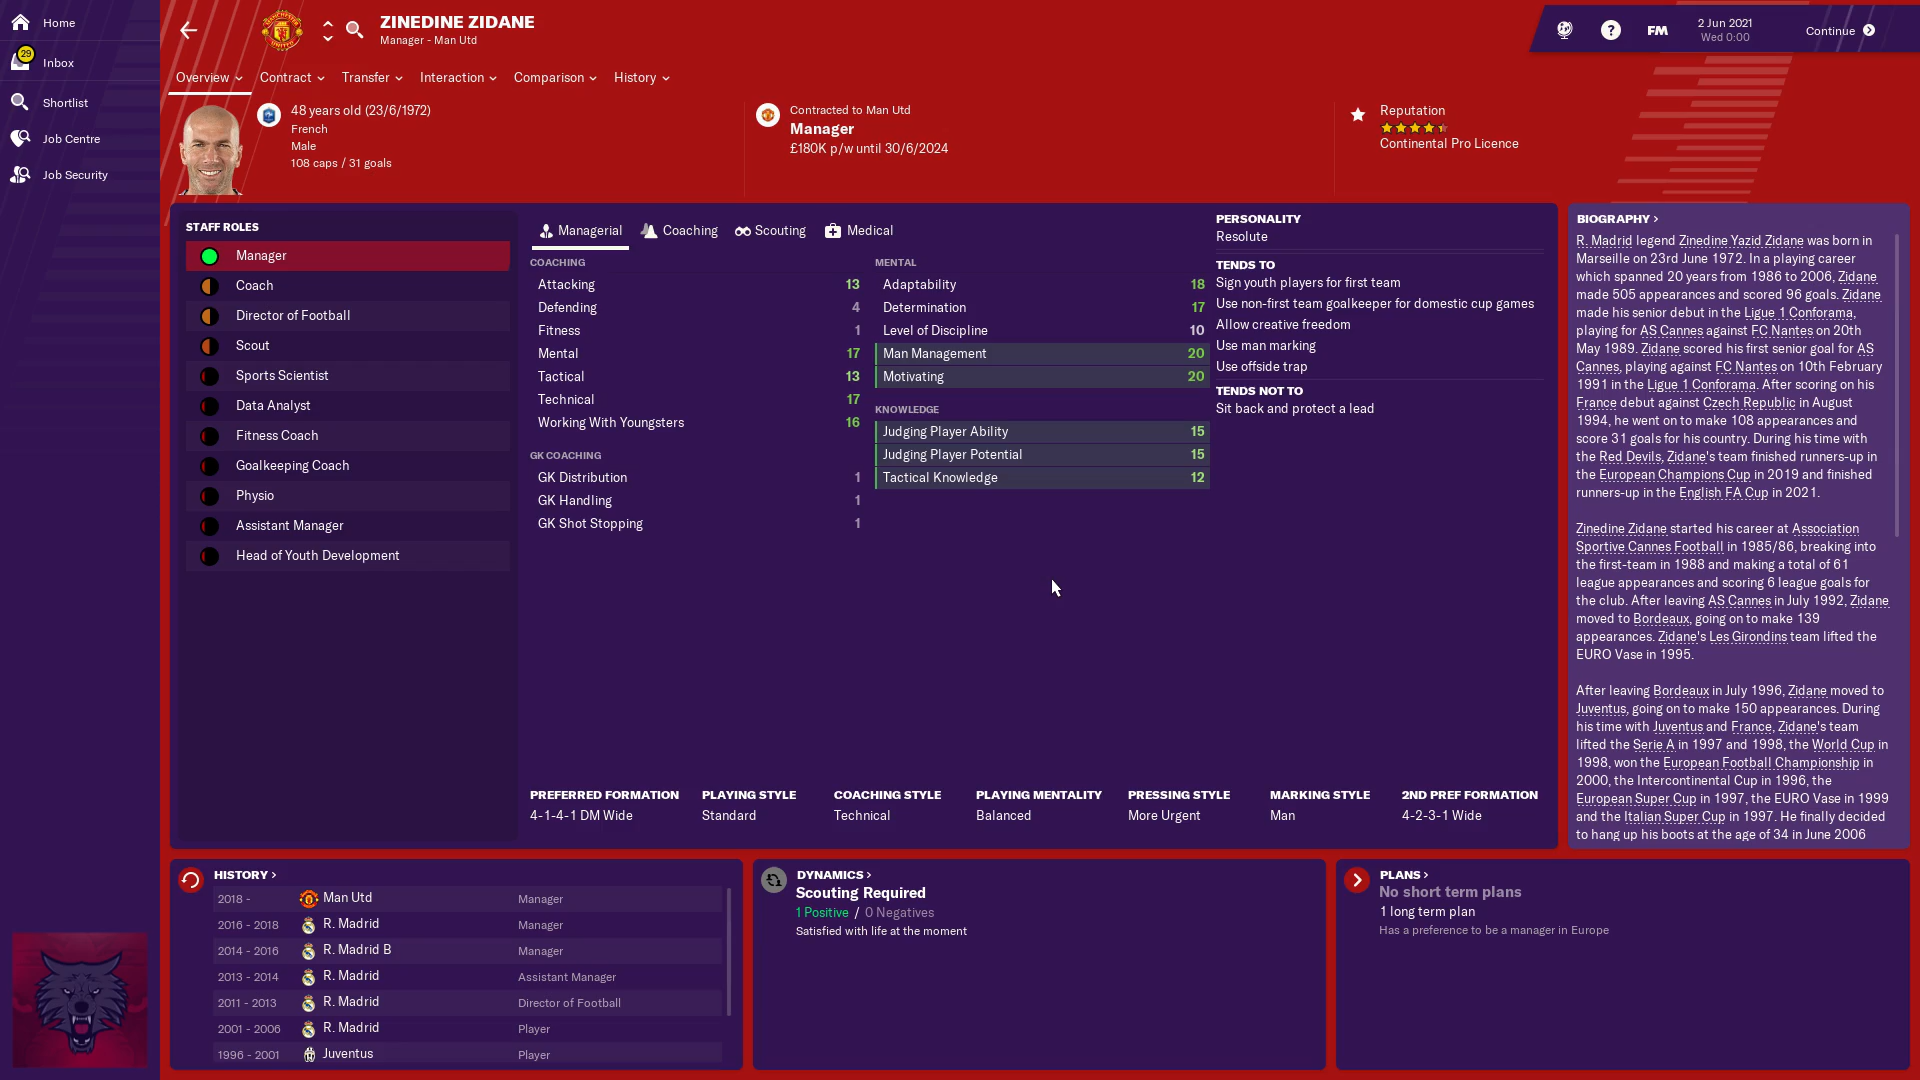 Home
29
Inbox
Shortlist
Job Centre
Job Security
ZINEDINE ZIDANE
Manager - Man Utd
FM
2 Jun 2021
Wed 0:00
Continue
Overview
Contract
Transfer
Interaction
Comparison
History
48 years old (23/6/1972)
French
Male
108 caps / 31 goals
Contracted to Man Utd
Manager
£180K p/w until 30/6/2024
Reputation
Continental Pro Licence
STAFF ROLES
Manager
Coach
Director of Football
Scout
Sports Scientist
Data Analyst
Fitness Coach
Goalkeeping Coach
Physio
Assistant Manager
Head of Youth Development
Managerial
Coaching
Scouting
Medical
COACHING
Attacking 13
Defending 4
Fitness 1
Mental 17
Tactical 13
Technical 17
Working With Youngsters 16
GK COACHING
GK Distribution 1
GK Handling 1
GK Shot Stopping 1
MENTAL
Adaptability 18
Determination 17
Level of Discipline 10
Man Management 20
Motivating 20
KNOWLEDGE
Judging Player Ability 15
Judging Player Potential 15
Tactical Knowledge 12
PERSONALITY
Resolute
TENDS TO
Sign youth players for first team
Use non-first team goalkeeper for domestic cup games
Allow creative freedom
Use man marking
Use offside trap
TENDS NOT TO
Sit back and protect a lead
PREFERRED FORMATION
4-1-4-1 DM Wide
PLAYING STYLE
Standard
COACHING STYLE
Technical
PLAYING MENTALITY
Balanced
PRESSING STYLE
More Urgent
MARKING STYLE
Man
2ND PREF FORMATION
4-2-3-1 Wide
BIOGRAPHY >
R. Madrid legend Zinedine Yazid Zidane was born in
Marseille on 23rd June 1972. In a playing career
which spanned 20 years from 1986 to 2006, Zidane
made 505 appearances and scored 96 goals. Zidane
made his senior debut in the Ligue 1 Conforama,
playing for AS Cannes against FC Nantes on 20th
May 1989. Zidane scored his first senior goal for AS
Cannes, playing against FC Nantes on 10th February
1991 in the Ligue 1 Conforama. After scoring on his
France debut against Czech Republic in August
1994, he went on to make 108 appearances and
score 31 goals for his country. During his time with
the Red Devils, Zidane's team finished runners-up in
the European Champions Cup in 2019 and finished
runners-up in the English FA Cup in 2021.
Zinedine Zidane started his career at Association
Sportive Cannes Football in 1985/86, breaking into
the first-team in 1988 and making a total of 61
league appearances and scoring 6 league goals for
the club. After leaving AS Cannes in July 1992, Zidane
moved to Bordeaux, going on to make 139
appearances. Zidane's Les Girondins team lifted the
EURO Vase in 1995.
After leaving Bordeaux in July 1996, Zidane moved to
Juventus, going on to make 150 appearances. During
his time with Juventus and France, Zidane's team
lifted the Serie A in 1997 and 1998, the World Cup in
1998, won the European Football Championship in
2000, the Intercontinental Cup in 1996, the
European Super Cup in 1997, the EURO Vase in 1999
and the Italian Super Cup in 1997. He finally decided
to hang up his boots at the age of 34 in June 2006
HISTORY >
2018 - Man Utd Manager
2016 - 2018 R. Madrid Manager
2014 - 2016 R. Madrid B Manager
2013 - 2014 R. Madrid Assistant Manager
2011 - 2013 R. Madrid Director of Football
2001 - 2006 R. Madrid Player
1996 - 2001 Juventus Player
DYNAMICS >
Scouting Required
1 Positive / 0 Negatives
Satisfied with life at the moment
PLANS >
No short term plans
1 long term plan
Has a preference to be a manager in Europe